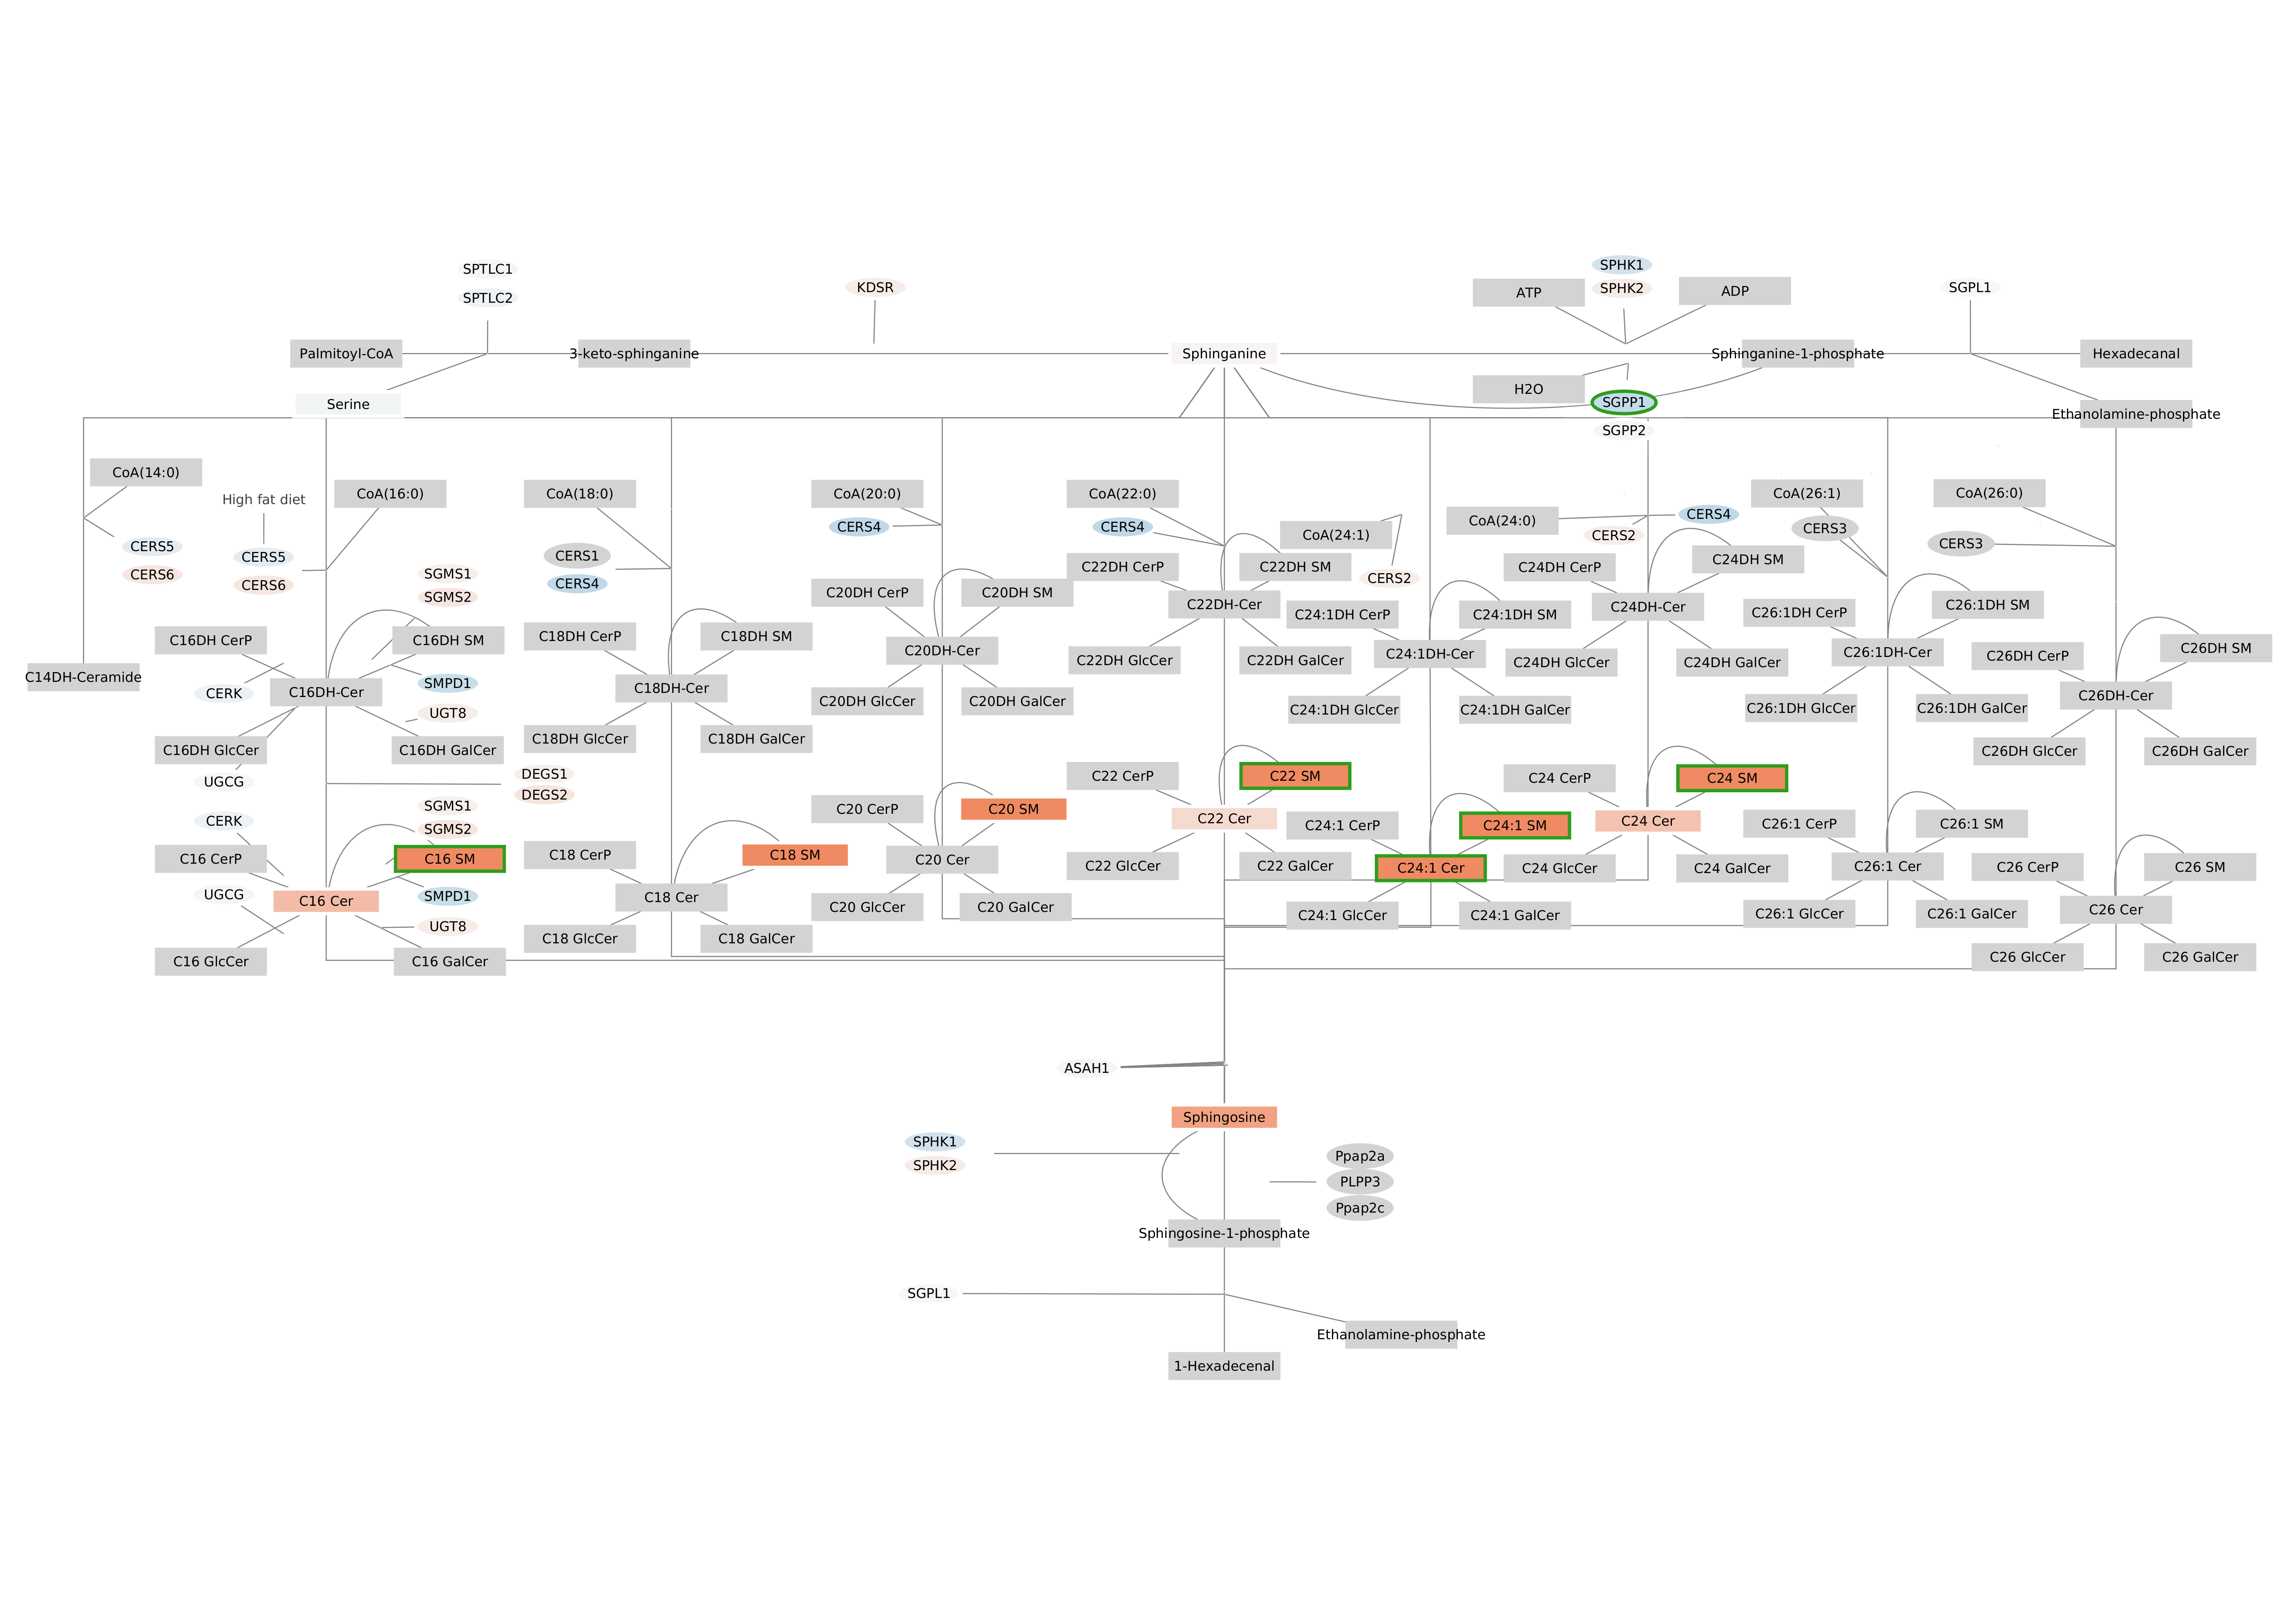 SPTLC1
SPTLC2
KDSR
SPHK1
SPHK2
ATP
ADP
SGPL1
Palmitoyl-CoA
3-keto-sphinganine
Sphinganine
Sphinganine-1-phosphate
Hexadecanal
H2O
SGPP1
SGPP2
Serine
Ethanolamine-phosphate
CoA(14:0)
High fat diet
CoA(16:0)
CoA(18:0)
CoA(20:0)
CoA(22:0)
CoA(24:1)
CoA(24:0)
CoA(26:1)
CoA(26:0)
CERS5
CERS6
CERS5
CERS6
CERS1
CERS4
CERS4
CERS4
CERS2
CERS2
CERS4
CERS3
CERS3
SGMS1
SGMS2
C16DH CerP
C16DH SM
C14DH-Ceramide
CERK
C16DH-Cer
SMPD1
UGT8
C16DH GlcCer
C16DH GalCer
UGCG
C18DH CerP
C18DH SM
C18DH-Cer
C18DH GlcCer
C18DH GalCer
C20DH CerP
C20DH SM
C20DH-Cer
C20DH GlcCer
C20DH GalCer
C22DH CerP
C22DH SM
C22DH-Cer
C22DH GlcCer
C22DH GalCer
C24:1DH CerP
C24:1DH SM
C24:1DH-Cer
C24:1DH GlcCer
C24:1DH GalCer
C24DH CerP
C24DH SM
C24DH-Cer
C24DH GlcCer
C24DH GalCer
C26:1DH CerP
C26:1DH SM
C26:1DH-Cer
C26:1DH GlcCer
C26:1DH GalCer
C26DH CerP
C26DH SM
C26DH-Cer
C26DH GlcCer
C26DH GalCer
DEGS1
DEGS2
SGMS1
SGMS2
CERK
C16 CerP
C16 SM
UGCG
C16 Cer
SMPD1
UGT8
C16 GlcCer
C16 GalCer
C18 CerP
C18 SM
C18 Cer
C18 GlcCer
C18 GalCer
C20 CerP
C20 SM
C20 Cer
C20 GlcCer
C20 GalCer
C22 CerP
C22 SM
C22 Cer
C22 GlcCer
C22 GalCer
C24:1 CerP
C24:1 SM
C24:1 Cer
C24:1 GlcCer
C24:1 GalCer
C24 CerP
C24 SM
C24 Cer
C24 GlcCer
C24 GalCer
C26:1 CerP
C26:1 SM
C26:1 Cer
C26:1 GlcCer
C26:1 GalCer
C26 CerP
C26 SM
C26 Cer
C26 GlcCer
C26 GalCer
ASAH1
Sphingosine
SPHK1
SPHK2
Ppap2a
PLPP3
Ppap2c
Sphingosine-1-phosphate
SGPL1
Ethanolamine-phosphate
1-Hexadecenal